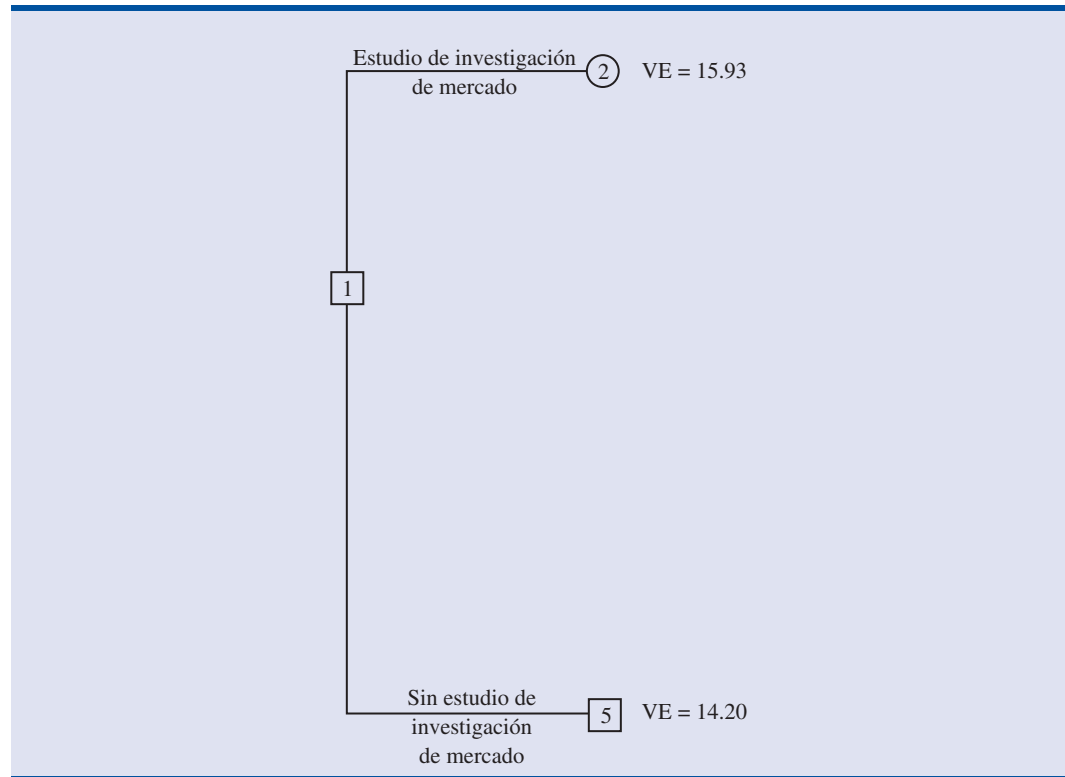 Estudio de investigación
de mercado
2
VE = 15.93
1
Sin estudio de
investigación
de mercado
5
VE = 14.20